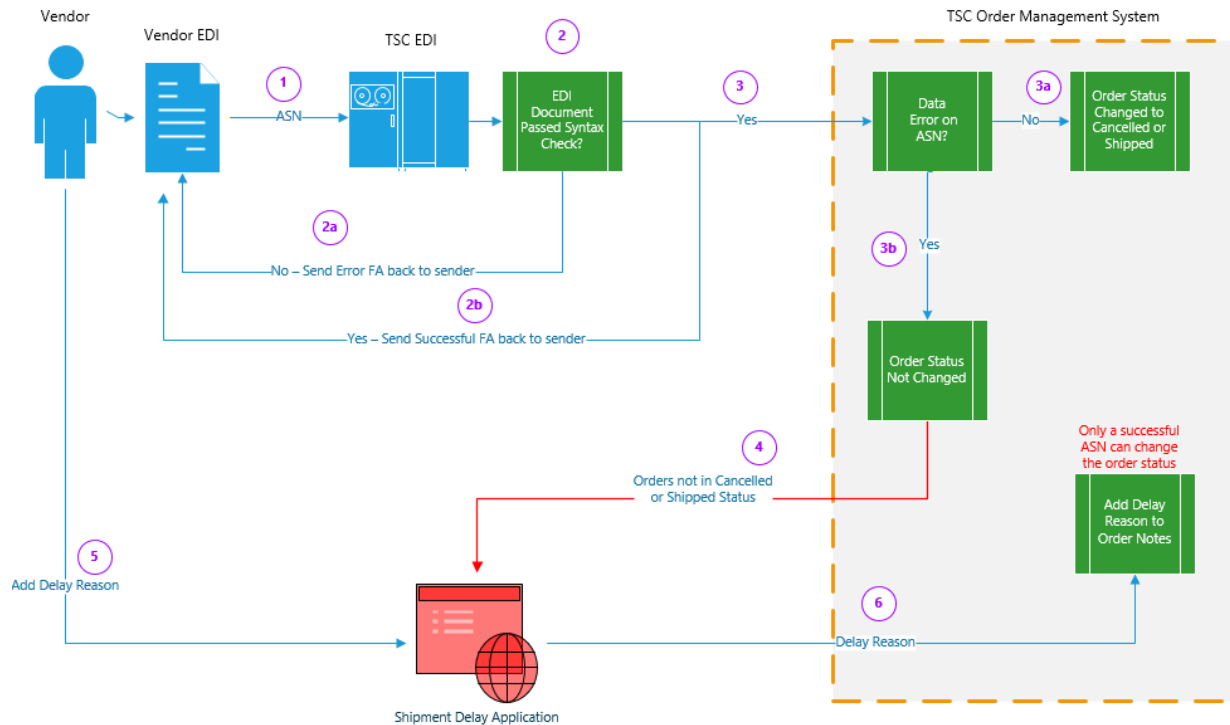 Vendor
Vendor EDI
TSC EDI
2
TSC Order Management System
1
ASN
EDI
Document
Passed Syntax
Check?
3
Yes
Data
Error on
ASN?
3a
No
Order Status
Changed to
Cancelled or
Shipped
2a
No – Send Error FA back to sender
2b
Yes – Send Successful FA back to sender
3b
Yes
Order Status
Not Changed
4
Orders not in Cancelled
or Shipped Status
Only a successful
ASN can change
the order status
Add Delay
Reason to
Order Notes
5
Add Delay Reason
6
Delay Reason
Shipment Delay Application